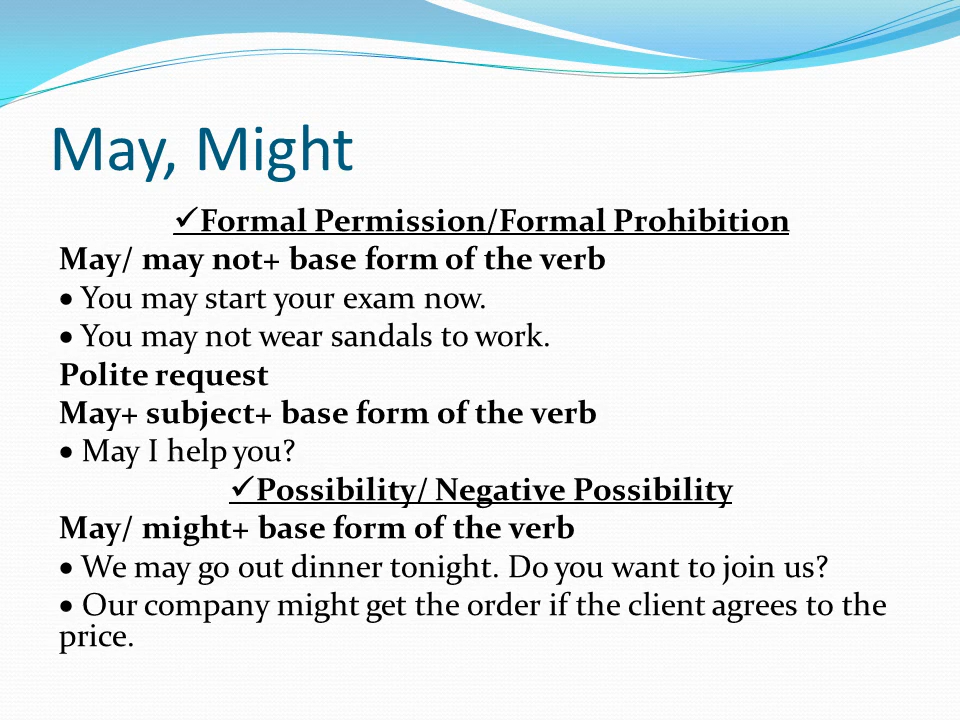 May, Might
✓Formal Permission/Formal Prohibition
May/ may not+ base form of the verb
• You may start your exam now.
• You may not wear sandals to work.
Polite request
May+ subject+ base form of the verb
• May I help you?
✓Possibility/ Negative Possibility
May/ might+ base form of the verb
• We may go out dinner tonight. Do you want to join us?
• Our company might get the order if the client agrees to the
price.